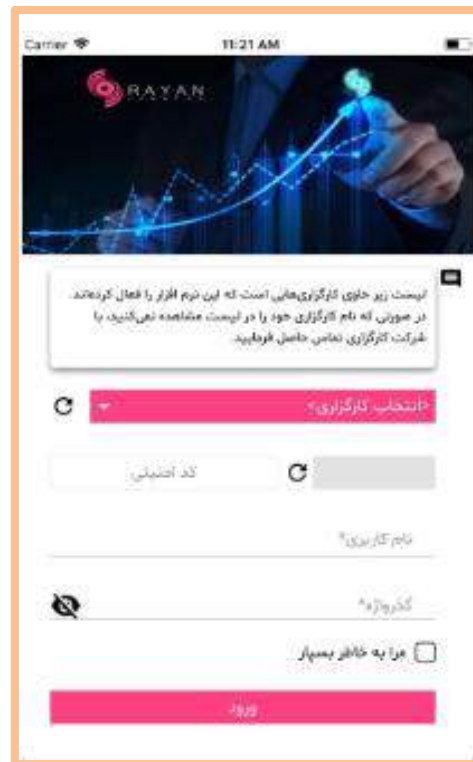 Carrier 11:21 AM
RAYAN
لیست زیر حاوی کارگزاری‌هایی است که این نرم افزار را فعال کرده‌اند.
در صورتی که نام کارگزاری خود را در لیست مشاهده نمی‌کنید، با
شرکت کارگزاری تماس حاصل فرمایید.
<انتخاب کارگزاری>
کد امنیتی
نام کاربری*
گذرواژه*
مرا به خاطر بسپار
ورود